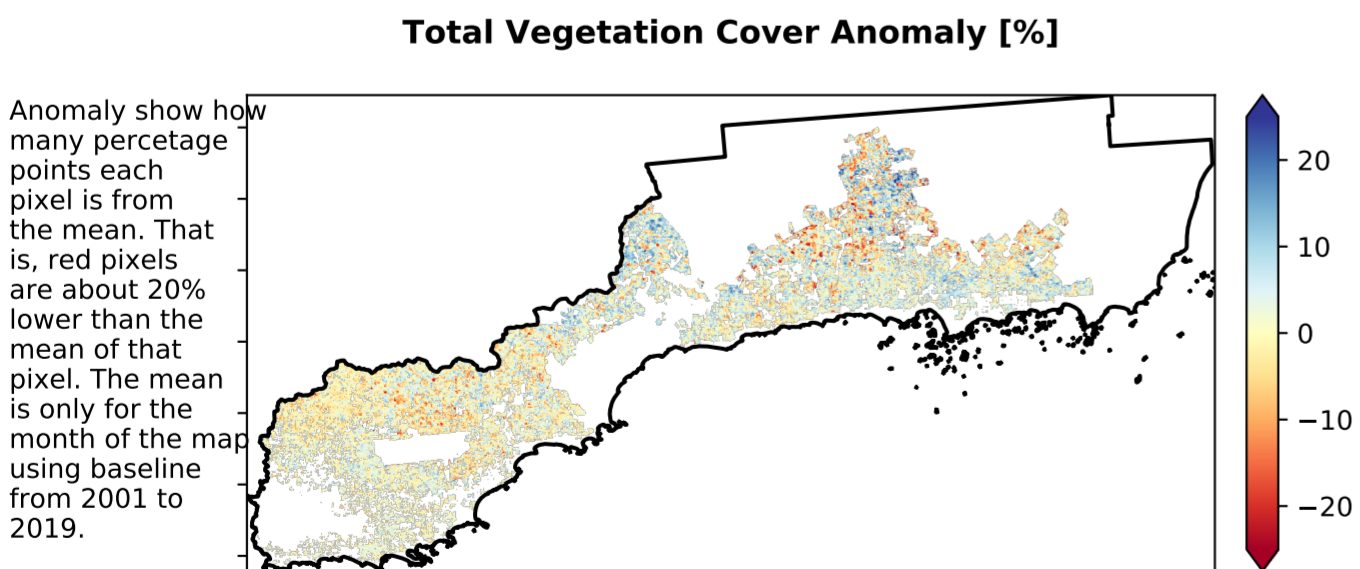 Total Vegetation Cover Anomaly [%]
Anomaly show how
many percetage
points each
pixel is from
the mean. That
is, red pixels
are about 20%
lower than the
mean of that
pixel. The mean
is only for the
month of the map
using baseline
from 2001 to
2019.
20
10
0
−10
−20